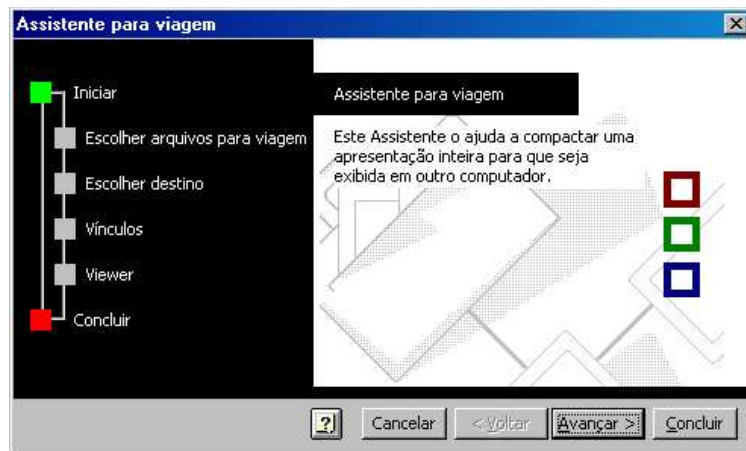 Assistente para viagem
Iniciar
Escolher arquivos para viagem
Escolher destino
Vínculos
Viewer
Concluir
Assistente para viagem
Este Assistente o ajuda a compactar uma
apresentação inteira para que seja
exibida em outro computador.
Cancelar
< Voltar
Avançar >
Concluir